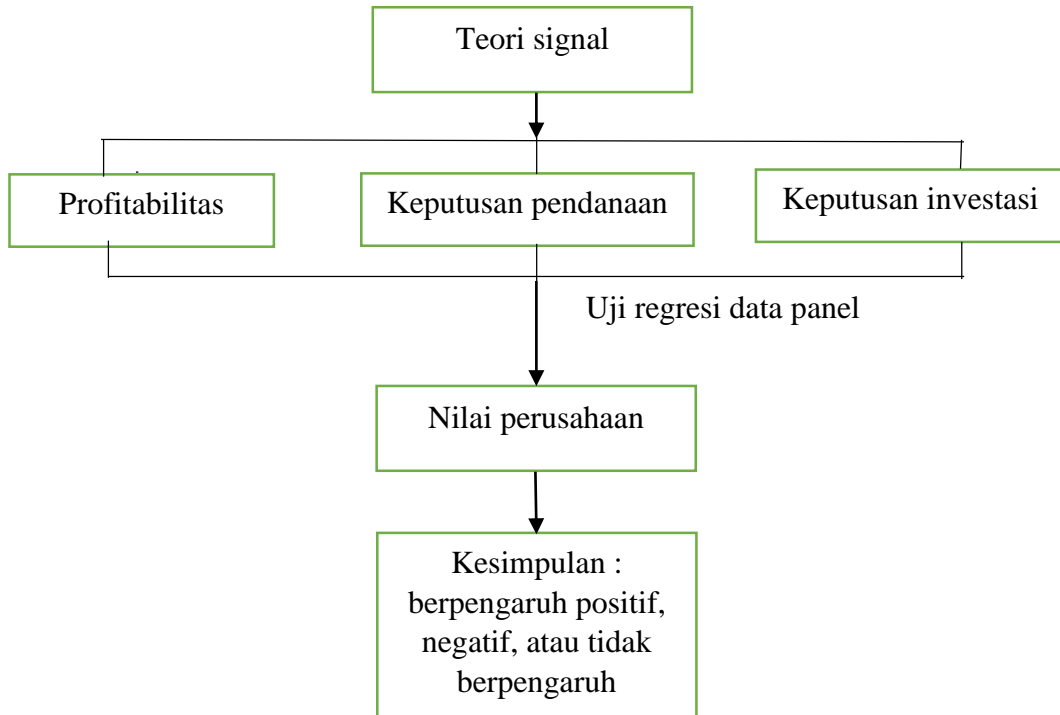 Teori signal
Profitabilitas
Keputusan pendanaan
Keputusan investasi
Uji regresi data panel
Nilai perusahaan
Kesimpulan :
berpengaruh positif,
negatif, atau tidak
berpengaruh